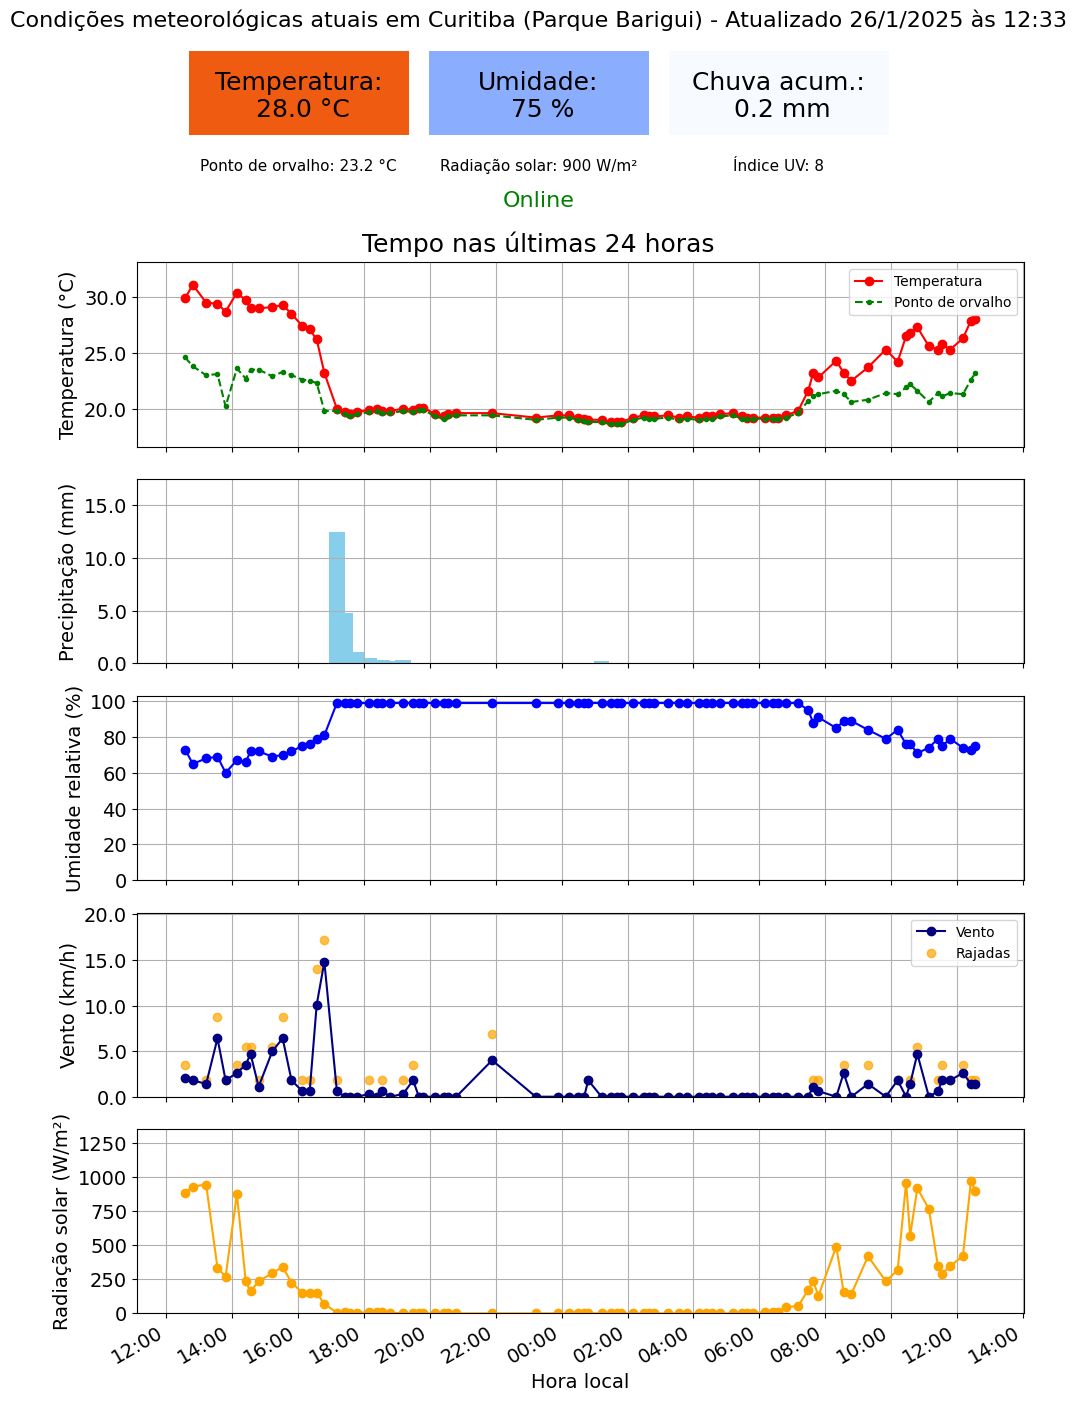 Condições meteorológicas atuais em Curitiba (Parque Barigui) - Atualizado 26/1/2025 às 12:33
Temperatura:
28.0 °C
Umidade:
75 %
Chuva acum.:
0.2 mm
Ponto de orvalho: 23.2 °C
Radiação solar: 900 W/m²
Índice UV: 8
Online
Tempo nas últimas 24 horas
Temperatura (°C)
30.0
25.0
20.0
Temperatura
Ponto de orvalho
Precipitação (mm)
15.0
10.0
5.0
0.0
Umidade relativa (%)
100
80
60
40
20
0
Vento (km/h)
20.0
15.0
10.0
5.0
0.0
Vento
Rajadas
Radiação solar (W/m²)
1250
1000
750
500
250
0
12:00
14:00
16:00
18:00
20:00
22:00
00:00
02:00
04:00
06:00
08:00
10:00
12:00
14:00
Hora local